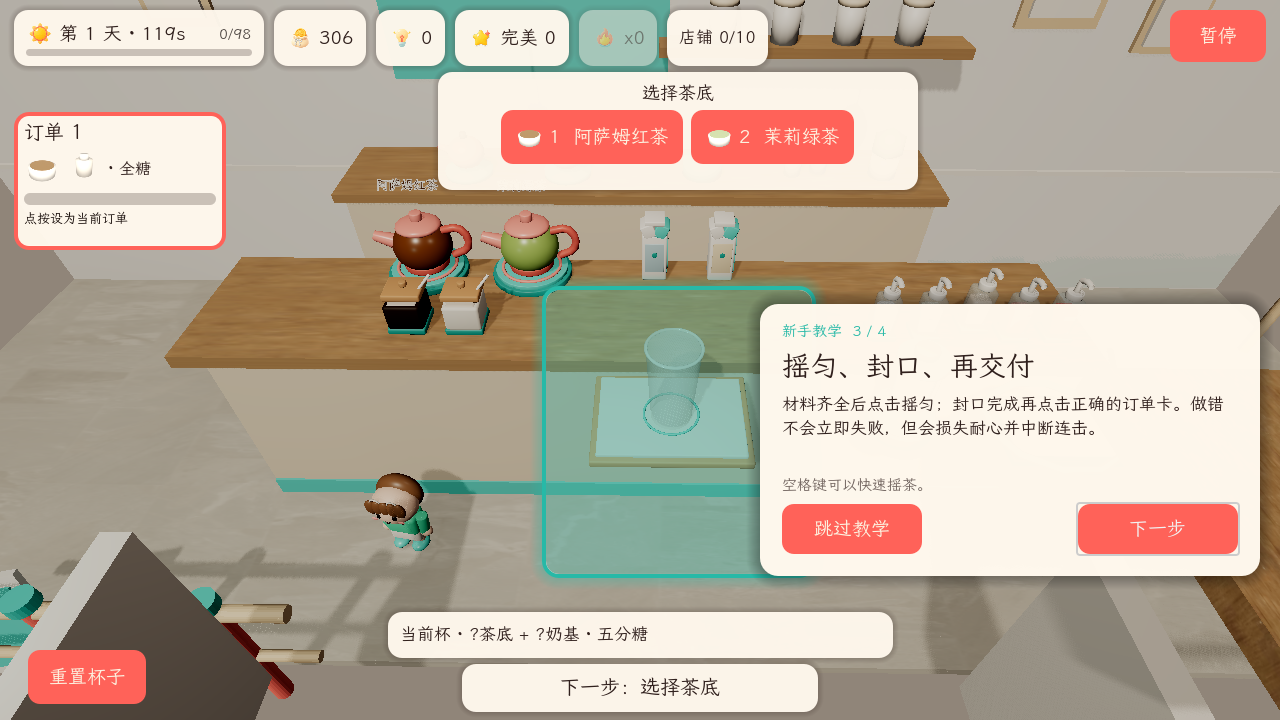 第 1 天·119s 0/98
306
0
完美 0
x0
店铺 0/10
暂停
选择茶底
1 阿萨姆红茶
2 茉莉绿茶
订单 1
·全糖
点按设为当前订单
阿萨姆红茶
新手教学 3 / 4
摇匀、封口、再交付
材料齐全后点击摇匀；封口完成再点击正确的订单卡。做错
不会立即失败，但会损失耐心并中断连击。
空格键可以快速摇茶。
跳过教学
下一步
当前杯·?茶底 + ?奶基·五分糖
重置杯子
下一步：选择茶底